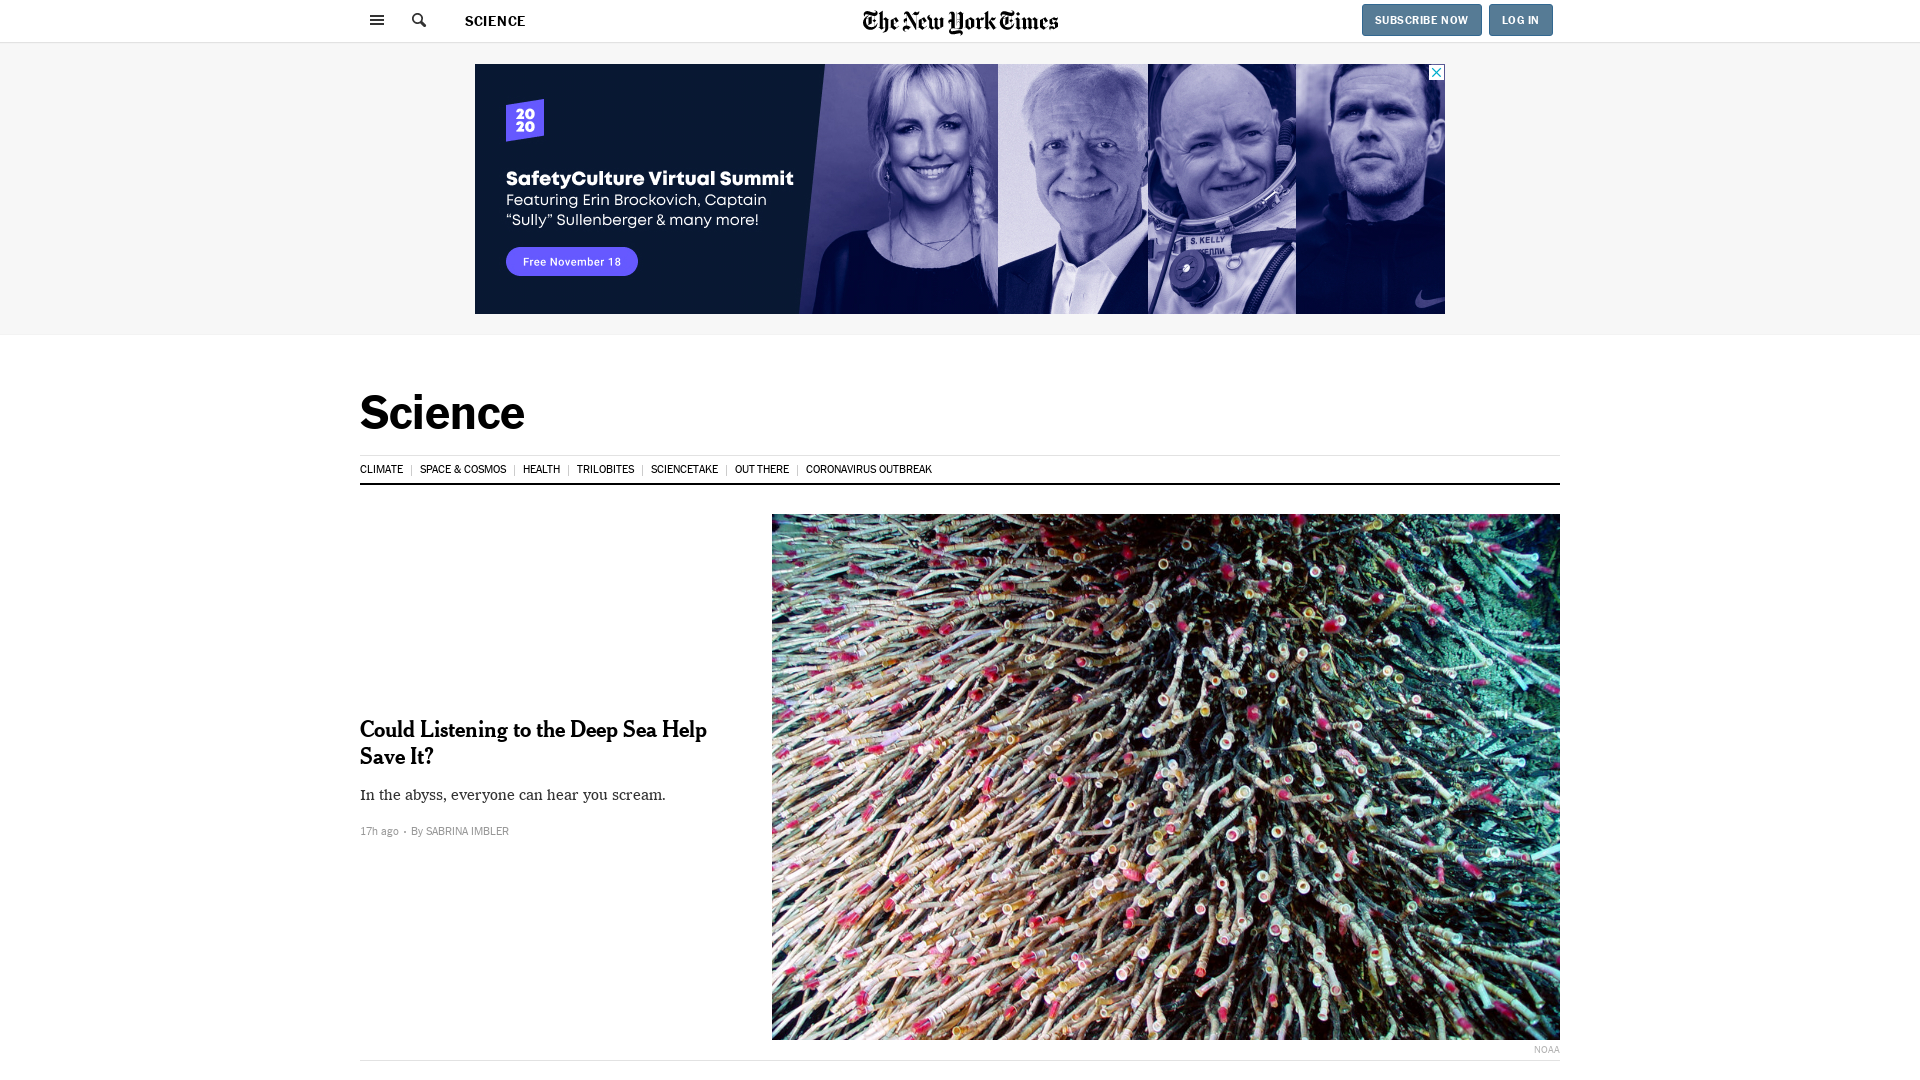 SCIENCE
The New York Times
SUBSCRIBE NOW
LOG IN
20
20
SafetyCulture Virtual Summit
Featuring Erin Brockovich, Captain
“Sully” Sullenberger & many more!
Free November 18
S. KELLY
Science
CLIMATE
SPACE & COSMOS
HEALTH
TRILOBITES
SCIENCETAKE
OUT THERE
CORONAVIRUS OUTBREAK
Could Listening to the Deep Sea Help
Save It?
In the abyss, everyone can hear you scream.
17h ago · By SABRINA IMBLER
NOAA